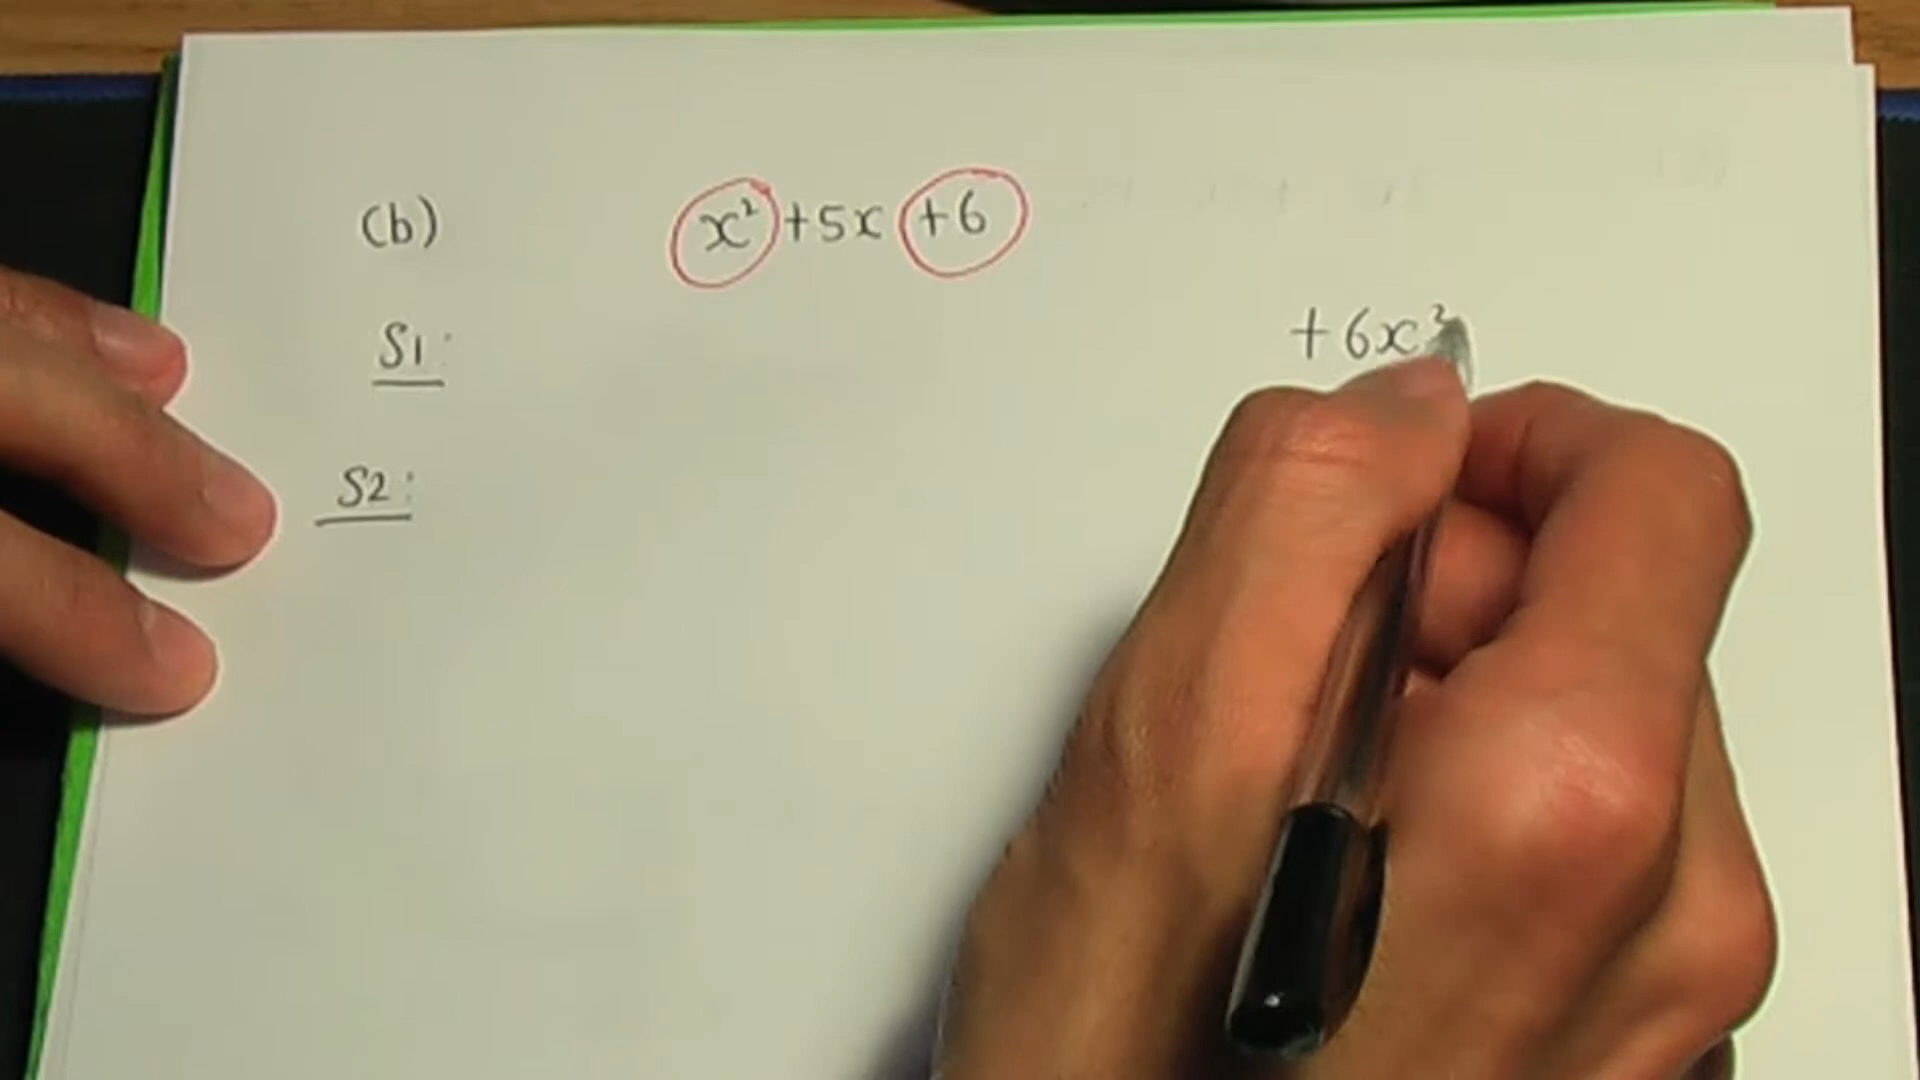 (b) x² +5x +6
S1: +6x²
S2: